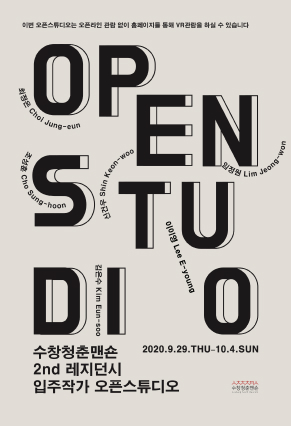 이번 오픈스튜디오는 오프라인 관람 없이 홈페이지를 통해 VR관람을 하실 수 있습니다
OPEN
STU
DIO
최정은 Choi Jung-eun
조성훈 Cho Sung-hoon
신건우 Shin Keon-woo
임정원 Lim Jeong-won
이이영 Lee E-young
김은수 Kim Eun-soo
수창청춘맨숀
2nd 레지던시
입주작가 오픈스튜디오
2020.9.29.THU–10.4.SUN
수창청춘맨숀